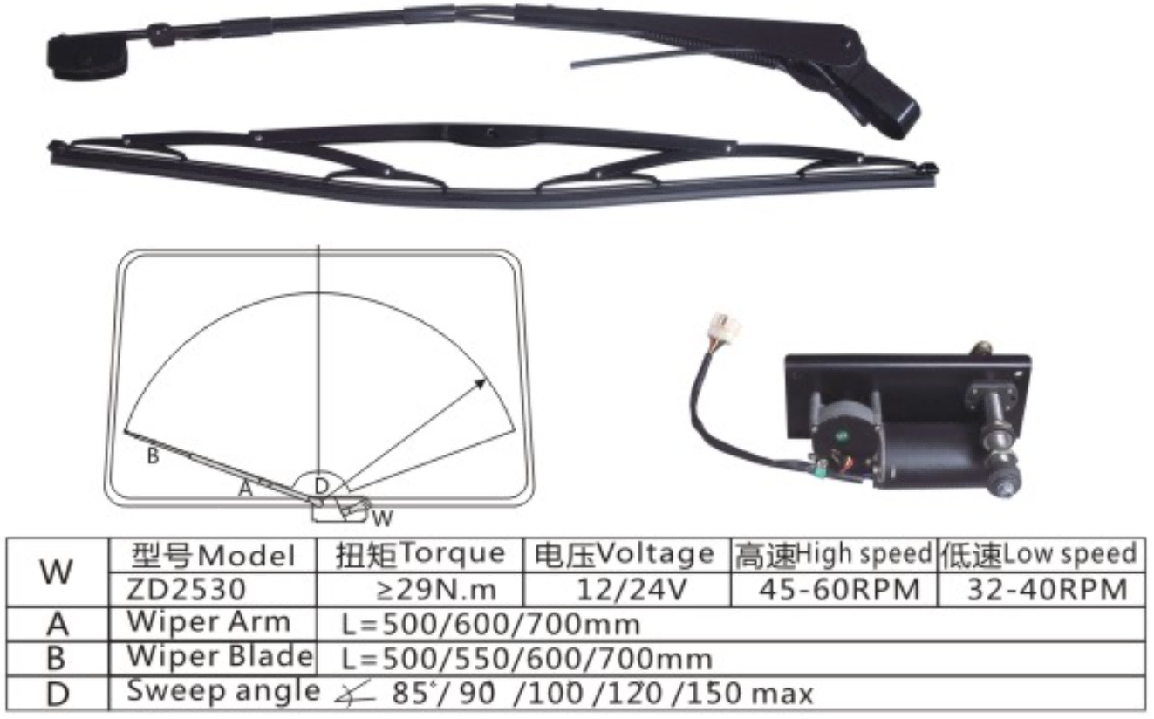 B
A
D
W
W 型号Model 扭矩Torque 电压Voltage 高速High speed 低速Low speed
ZD2530 ≥29N.m 12/24V 45-60RPM 32-40RPM
A Wiper Arm L=500/600/700mm
B Wiper Blade L=500/550/600/700mm
D Sweep angle ∢ 85°/ 90 /100 /120 /150 max